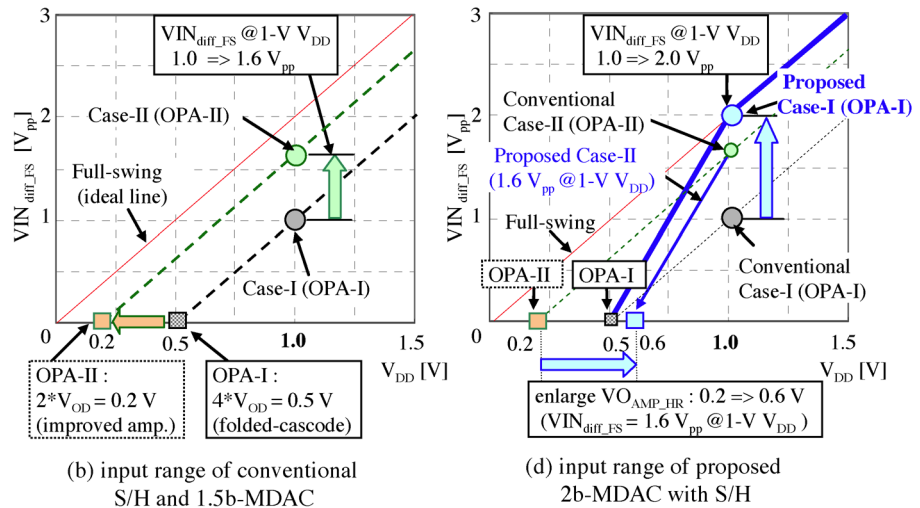 VIN_diff_FS @1-V V_DD
1.0 => 1.6 V_pp
Case-II (OPA-II)
Full-swing
(ideal line)
Case-I (OPA-I)
VIN_diff_FS [V_pp]
3
2
1
0
0.2
0.5
1.0
1.5
V_DD [V]
OPA-II :
2*V_OD = 0.2 V
(improved amp.)
OPA-I :
4*V_OD = 0.5 V
(folded-cascode)
(b) input range of conventional
S/H and 1.5b-MDAC
VIN_diff_FS @1-V V_DD
1.0 => 2.0 V_pp
Proposed
Case-I (OPA-I)
Conventional
Case-II (OPA-II)
Proposed Case-II
(1.6 V_pp @1-V V_DD)
Full-swing
OPA-II
OPA-I
Conventional
Case-I (OPA-I)
VIN_diff_FS [V_pp]
3
2
1
0
0.2
0.5
0.6
1.0
1.5
V_DD [V]
enlarge VO_AMP_HR : 0.2 => 0.6 V
(VIN_diff_FS = 1.6 V_pp @1-V V_DD )
(d) input range of proposed
2b-MDAC with S/H